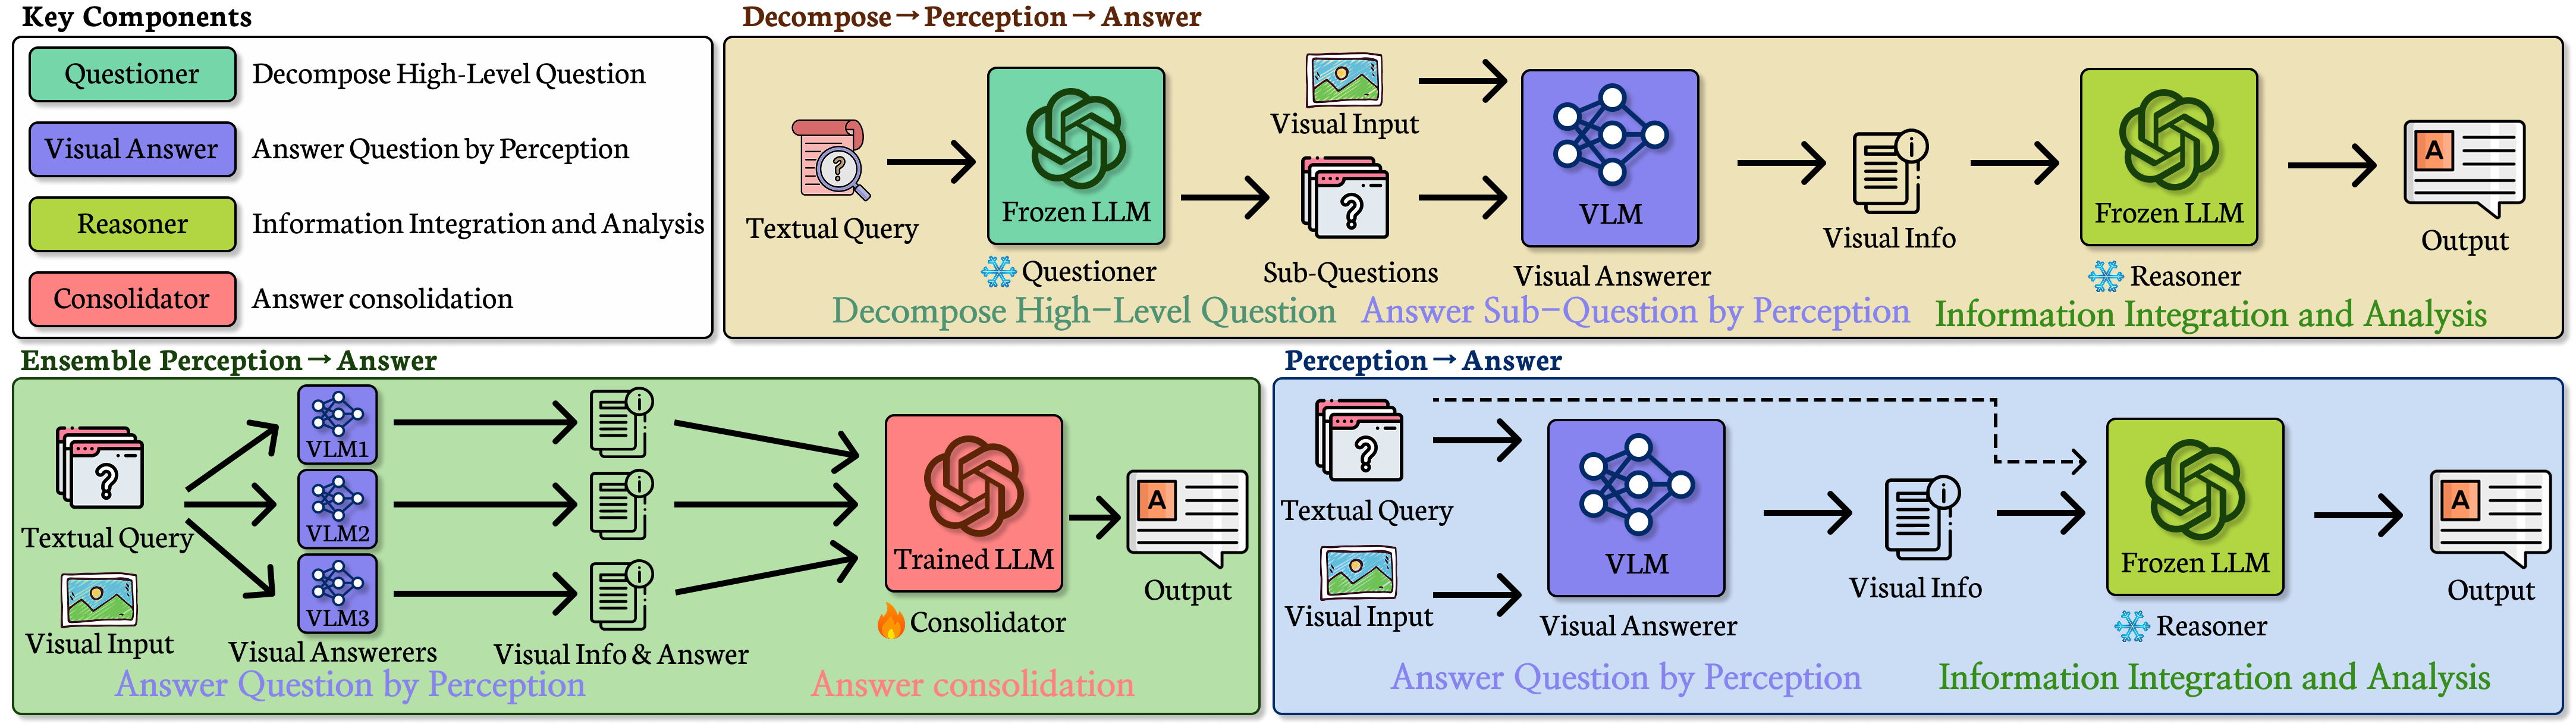 Key Components
Questioner
Decompose High-Level Question
Visual Answer
Answer Question by Perception
Reasoner
Information Integration and Analysis
Consolidator
Answer consolidation
Decompose→Perception→Answer
Textual Query
Frozen LLM
Questioner
Visual Input
?
Sub-Questions
VLM
Visual Answerer
i
Visual Info
Frozen LLM
Reasoner
A
Output
Decompose High-Level Question
Answer Sub-Question by Perception
Information Integration and Analysis
Ensemble Perception→Answer
?
Textual Query
Visual Input
VLM1
VLM2
VLM3
Visual Answerers
i
i
i
Visual Info & Answer
Trained LLM
Consolidator
A
Output
Answer Question by Perception
Answer consolidation
Perception→Answer
?
Textual Query
Visual Input
VLM
Visual Answerer
i
Visual Info
Frozen LLM
Reasoner
A
Output
Answer Question by Perception
Information Integration and Analysis